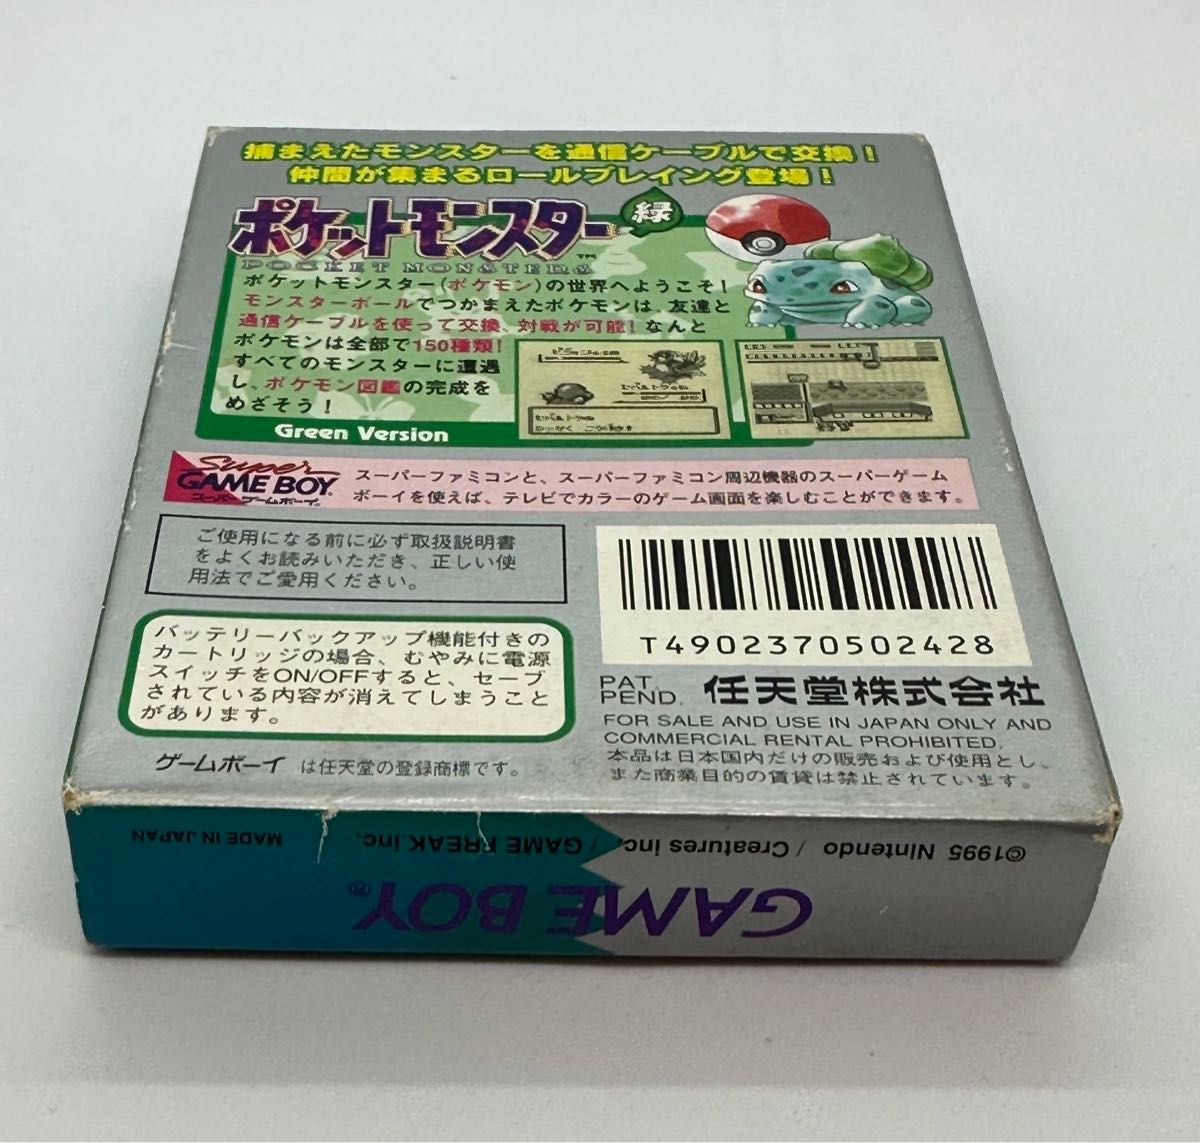 捕まえたモンスターを通信ケーブルで交換!
仲間が集まるロールプレイング登場!
ポケットモンスター 緑
POCKET MONSTERS
TM
ポケットモンスター(ポケモン)の世界へようこそ!
モンスターボールでつかまえたポケモンは、友達と
通信ケーブルを使って交換、対戦が可能!なんと
ポケモンは全部で150種類!
すべてのモンスターに遭遇
し、ポケモン図鑑の完成を
めざそう!
Green Version
Super
GAME BOY
スーパーゲームボーイ
スーパーファミコンと、スーパーファミコン周辺機器のスーパーゲーム
ボーイを使えば、テレビでカラーのゲーム画面を楽しむことができます。
ご使用になる前に必ず取扱説明書
をよくお読みいただき、正しい使
用法でご愛用ください。
バッテリーバックアップ機能付きの
カートリッジの場合、むやみに電源
スイッチをON/OFFすると、セーブ
されている内容が消えてしまうこと
があります。
ゲームボーイ は任天堂の登録商標です。
T4902370502428
PAT.
PEND. 任天堂株式会社
FOR SALE AND USE IN JAPAN ONLY AND
COMMERCIAL RENTAL PROHIBITED.
本品は日本国内だけの販売および使用とし、
また商業目的の賃貸は禁止されています。
©1995 Nintendo / Creatures inc. / GAME FREAK inc. MADE IN JAPAN
GAME BOY®